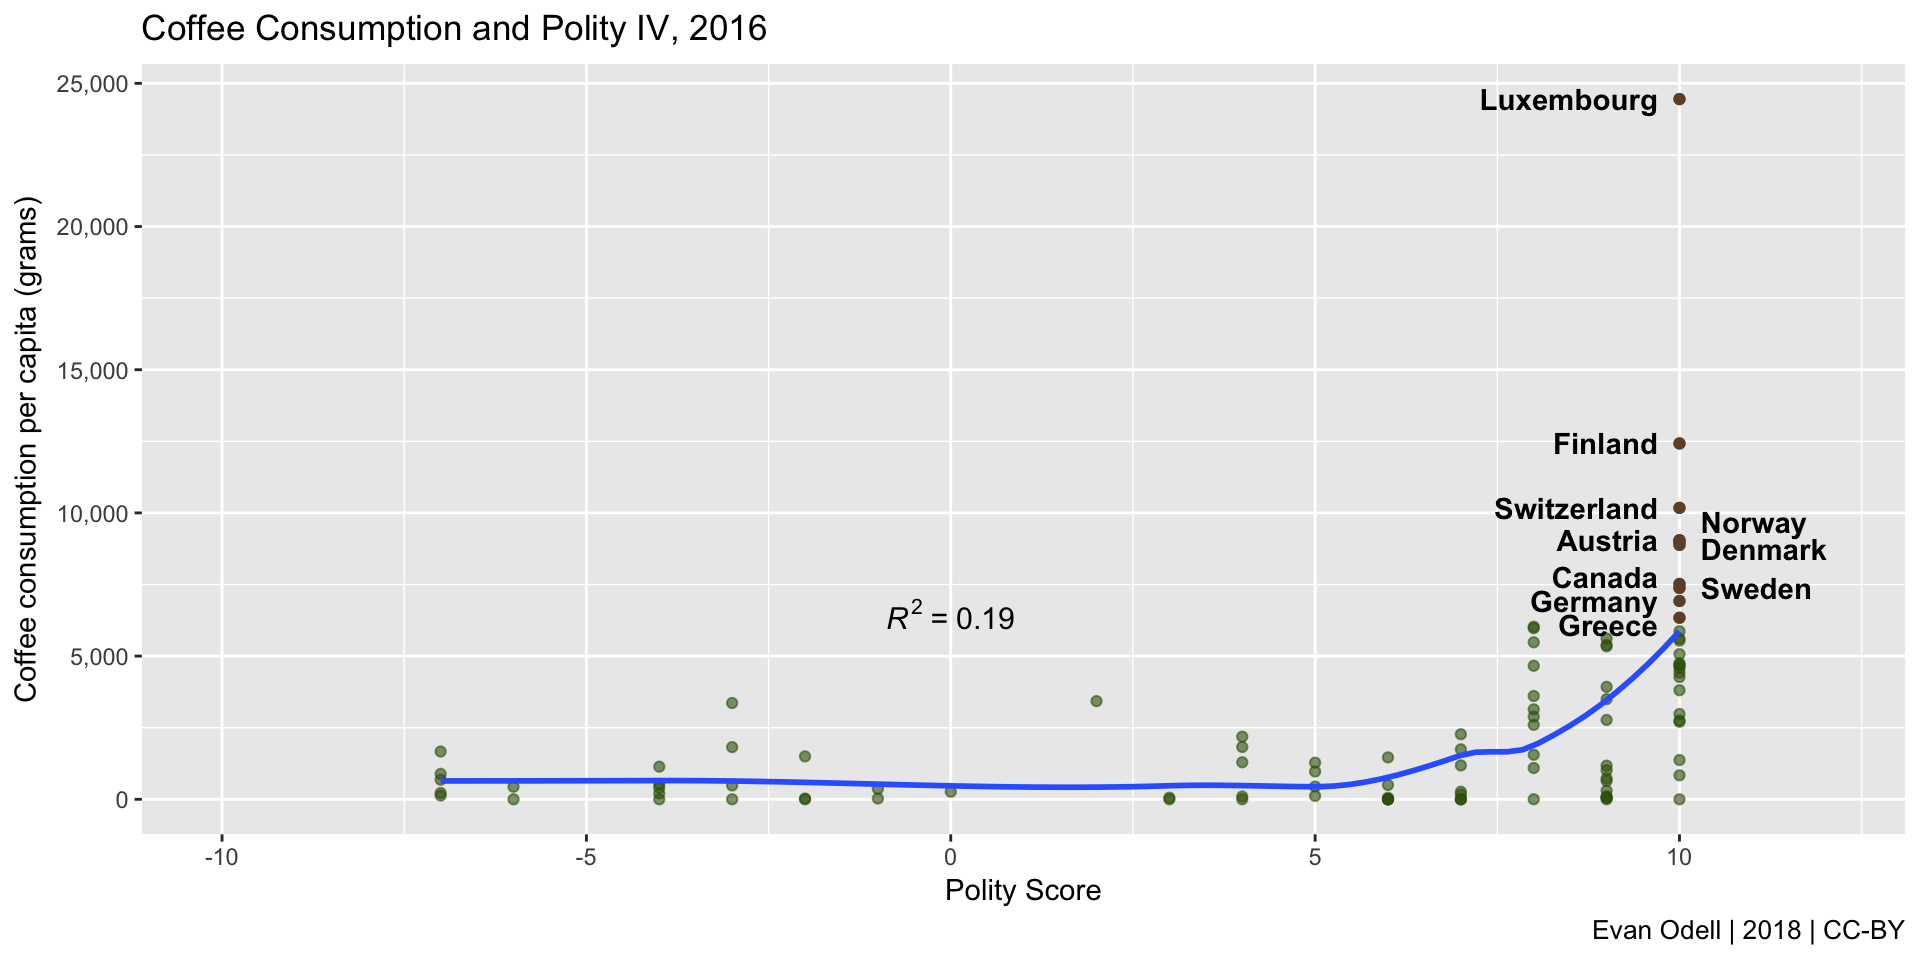 Coffee Consumption and Polity IV, 2016
Coffee consumption per capita (grams)
25,000
20,000
15,000
10,000
5,000
0
Luxembourg
Finland
Switzerland
Norway
Austria
Denmark
Canada
Sweden
Germany
Greece
R² = 0.19
-10
-5
0
5
10
Polity Score
Evan Odell | 2018 | CC-BY